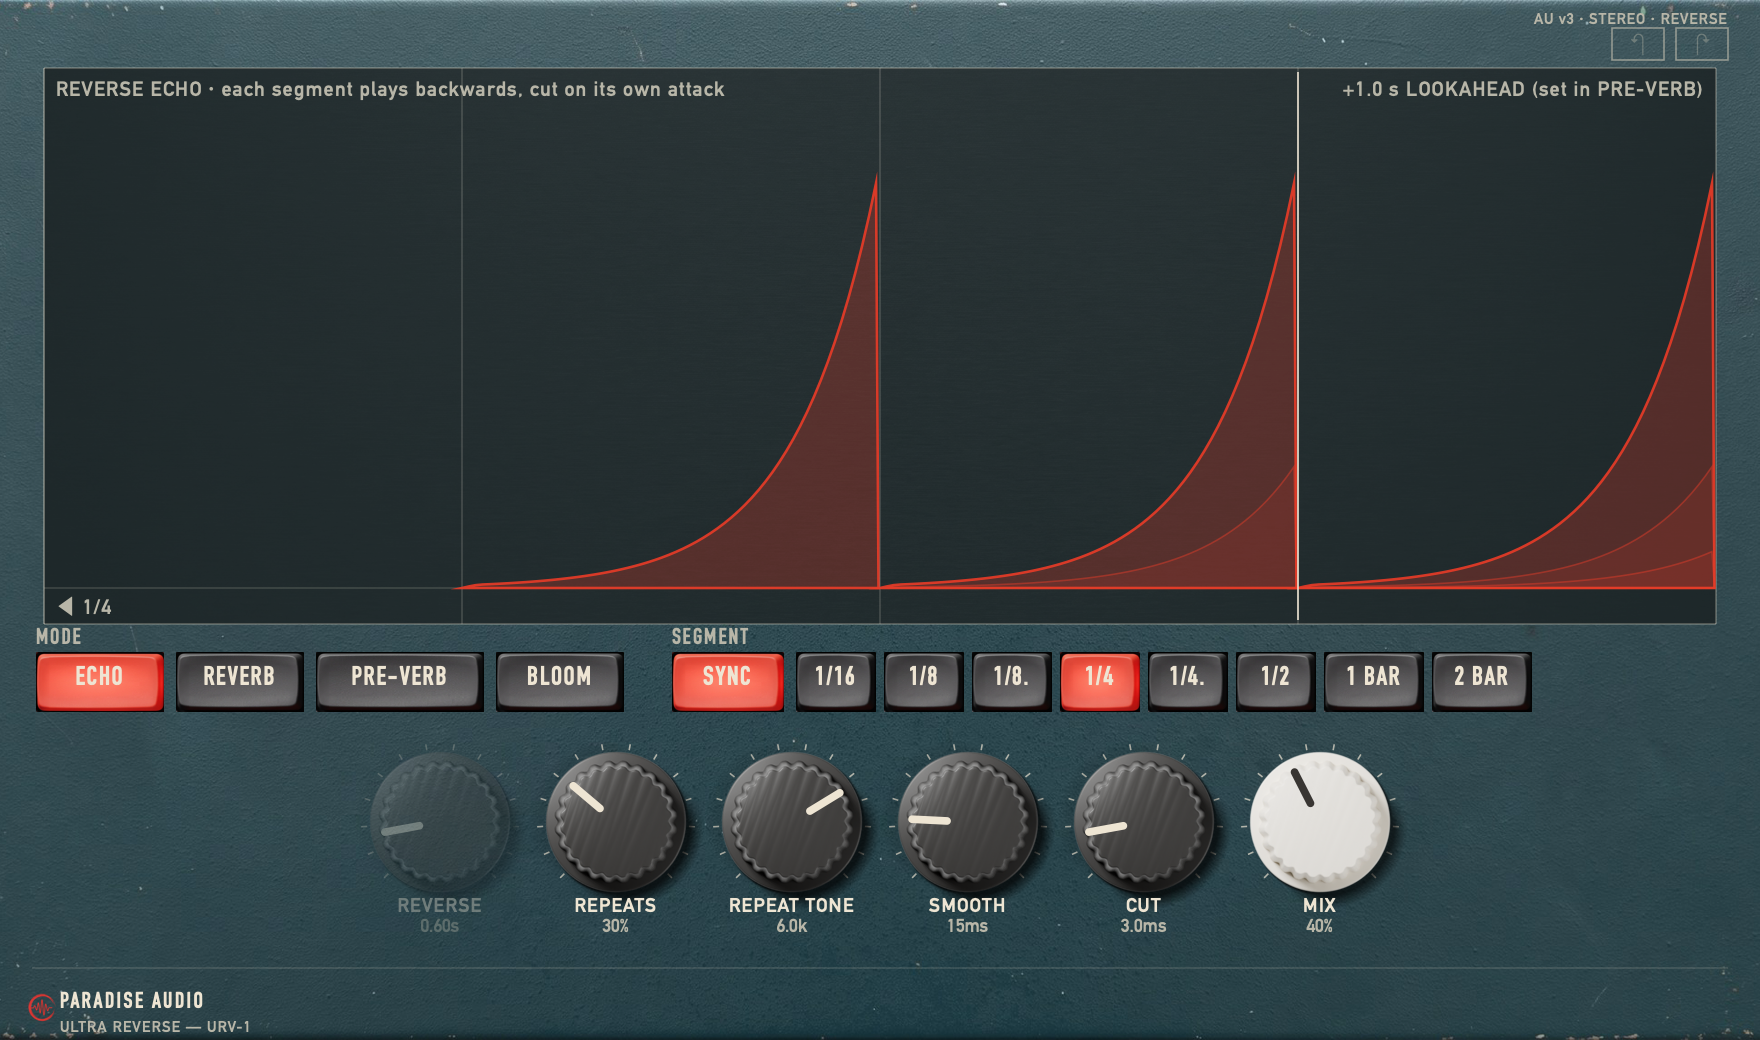 AU v3 · STEREO · REVERSE
REVERSE ECHO · each segment plays backwards, cut on its own attack
+1.0 s LOOKAHEAD (set in PRE-VERB)
1/4
MODE
SEGMENT
ECHO REVERB PRE-VERB BLOOM SYNC 1/16 1/8 1/8. 1/4 1/4. 1/2 1 BAR 2 BAR
REVERSE REPEATS REPEAT TONE SMOOTH CUT MIX
0.60s 30% 6.0k 15ms 3.0ms 40%
PARADISE AUDIO
ULTRA REVERSE — URV-1